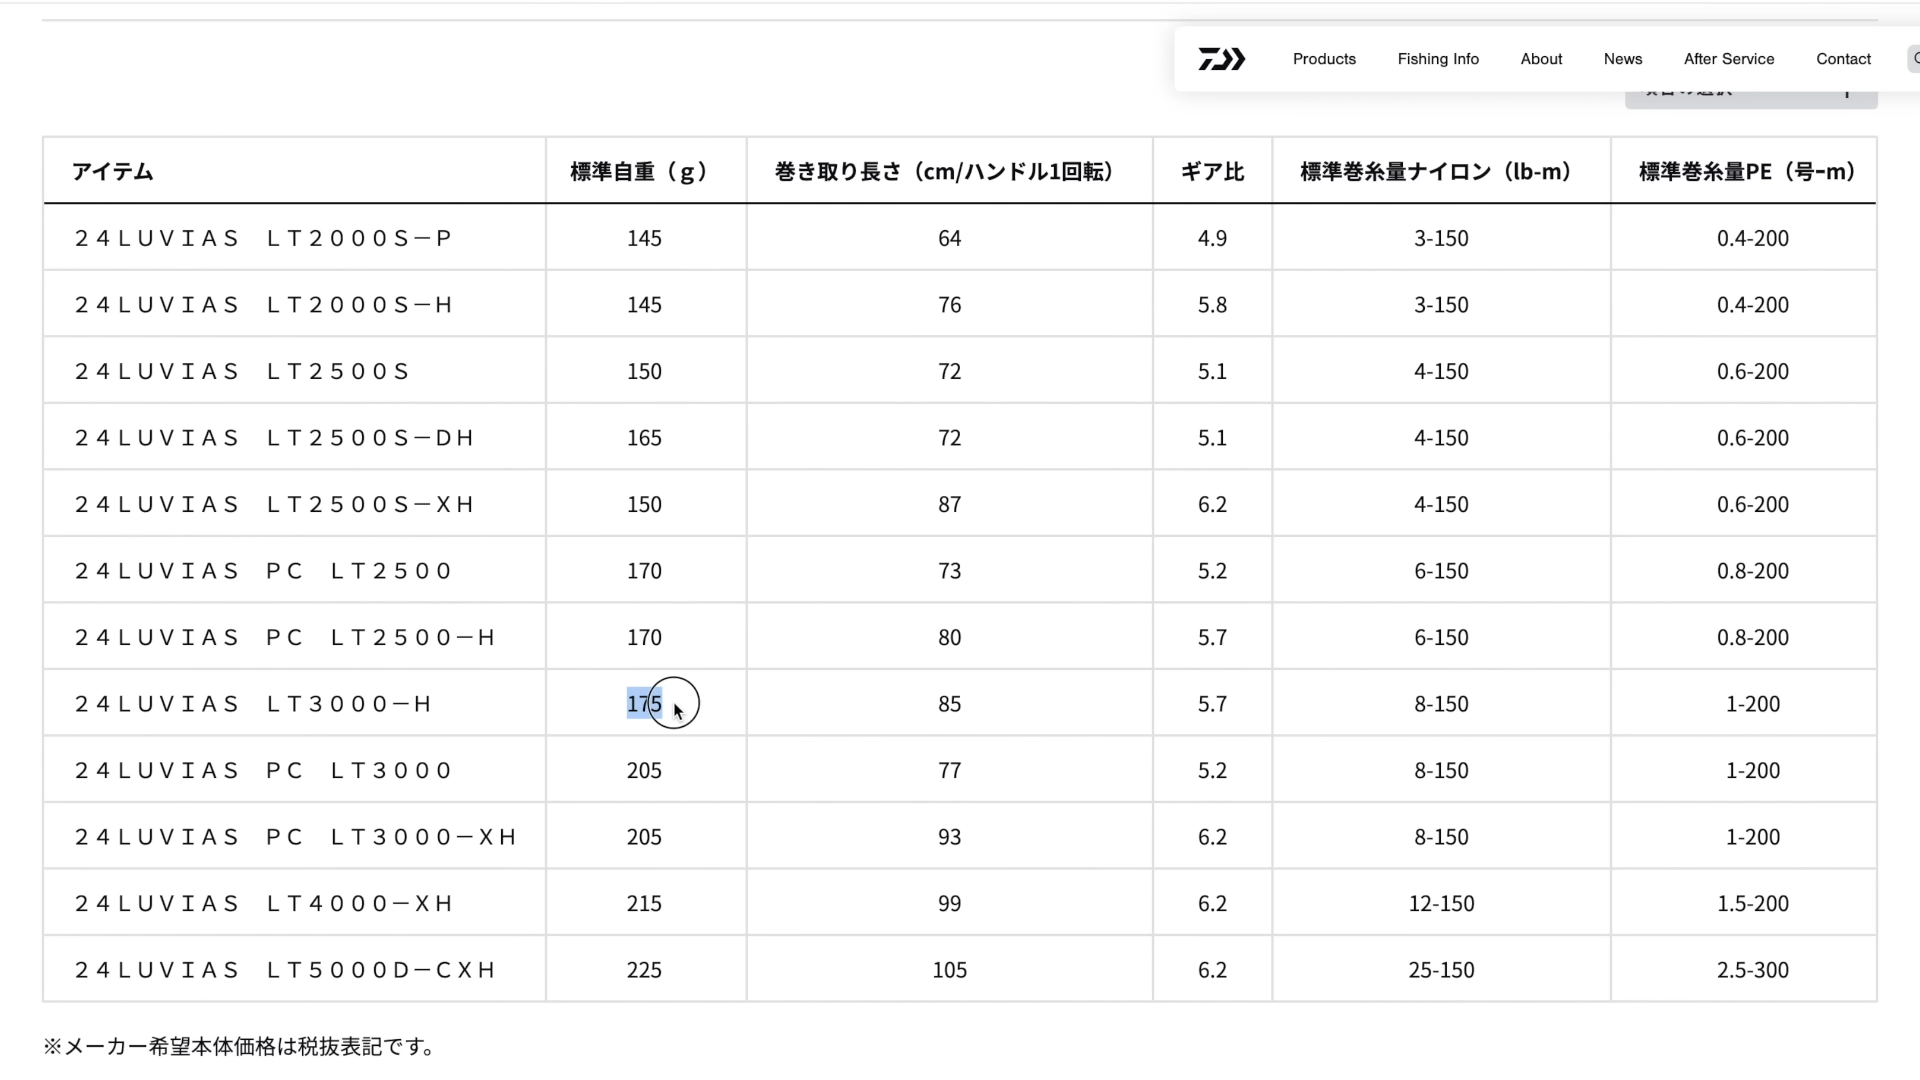 Products Fishing Info About News After Service Contact
項目の選択
アイテム 標準自重（ｇ） 巻き取り長さ（cm/ハンドル1回転） ギア比 標準巻糸量ナイロン（lb-m） 標準巻糸量PE（号ｰm）
２４ＬＵＶＩＡＳ　ＬＴ２０００Ｓ－Ｐ 145 64 4.9 3-150 0.4-200
２４ＬＵＶＩＡＳ　ＬＴ２０００Ｓ－Ｈ 145 76 5.8 3-150 0.4-200
２４ＬＵＶＩＡＳ　ＬＴ２５００Ｓ 150 72 5.1 4-150 0.6-200
２４ＬＵＶＩＡＳ　ＬＴ２５００Ｓ－ＤＨ 165 72 5.1 4-150 0.6-200
２４ＬＵＶＩＡＳ　ＬＴ２５００Ｓ－ＸＨ 150 87 6.2 4-150 0.6-200
２４ＬＵＶＩＡＳ　ＰＣ　ＬＴ２５００ 170 73 5.2 6-150 0.8-200
２４ＬＵＶＩＡＳ　ＰＣ　ＬＴ２５００－Ｈ 170 80 5.7 6-150 0.8-200
２４ＬＵＶＩＡＳ　ＬＴ３０００－Ｈ 175 85 5.7 8-150 1-200
２４ＬＵＶＩＡＳ　ＰＣ　ＬＴ３０００ 205 77 5.2 8-150 1-200
２４ＬＵＶＩＡＳ　ＰＣ　ＬＴ３０００－ＸＨ 205 93 6.2 8-150 1-200
２４ＬＵＶＩＡＳ　ＬＴ４０００－ＸＨ 215 99 6.2 12-150 1.5-200
２４ＬＵＶＩＡＳ　ＬＴ５０００Ｄ－ＣＸＨ 225 105 6.2 25-150 2.5-300
※メーカー希望本体価格は税抜表記です。